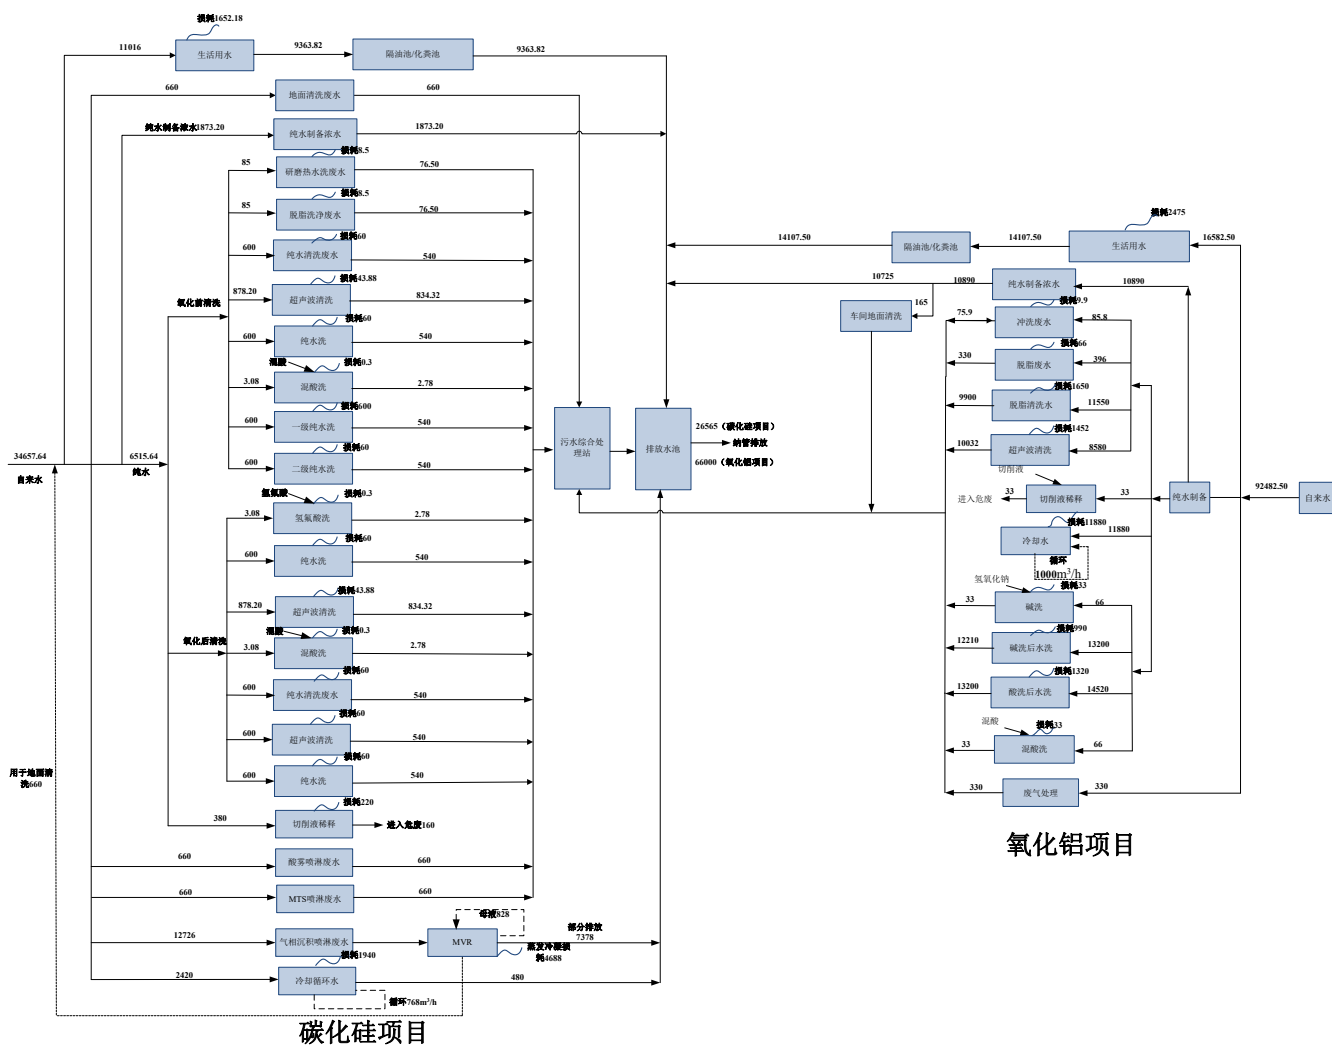 损耗1652.18
11016
生活用水
9363.82
隔油池/化粪池
9363.82
660
地面清洗废水
660
纯水制备浓水1873.20
纯水制备浓水
1873.20
损耗8.5
85
研磨热水洗废水
76.50
损耗8.5
85
脱脂洗净废水
76.50
损耗60
600
纯水清洗废水
540
损耗43.88
878.20
超声波清洗
834.32
氧化前清洗
损耗60
600
纯水洗
540
混酸
损耗0.3
3.08
混酸洗
2.78
损耗600
600
一级纯水洗
540
损耗60
600
二级纯水洗
540
34657.64
自来水
6515.64
纯水
氢氟酸
损耗0.3
3.08
氢氟酸洗
2.78
损耗60
600
纯水洗
540
损耗43.88
878.20
超声波清洗
834.32
氧化后清洗
混酸
损耗0.3
3.08
混酸洗
2.78
损耗60
600
纯水清洗废水
540
损耗60
600
超声波清洗
540
损耗60
600
纯水洗
540
用于地面清
洗660
损耗220
380
切削液稀释
进入危废160
660
酸雾喷淋废水
660
660
MTS喷淋废水
660
12726
气相沉积喷淋废水
母液828
MVR
部分排放
7378
蒸发冷凝损
耗4688
损耗1940
2420
冷却循环水
480
循环768m³/h
碳化硅项目
污水综合处
理站
排放水池
26565（碳化硅项目）
纳管排放
66000（氧化铝项目）
损耗2475
14107.50
隔油池/化粪池
14107.50
生活用水
16582.50
10725
10890
纯水制备浓水
10890
165
车间地面清洗
损耗9.9
75.9
冲洗废水
85.8
损耗66
330
脱脂废水
396
损耗1650
9900
脱脂清洗水
11550
损耗1452
10032
超声波清洗
8580
切削液
进入危废
33
切削液稀释
33
纯水制备
92482.50
自来水
损耗11880
冷却水
11880
循环
1000m³/h
氢氧化钠
损耗33
33
碱洗
66
损耗990
12210
碱洗后水洗
13200
损耗1320
13200
酸洗后水洗
14520
混酸
损耗33
33
混酸洗
66
330
废气处理
330
氧化铝项目